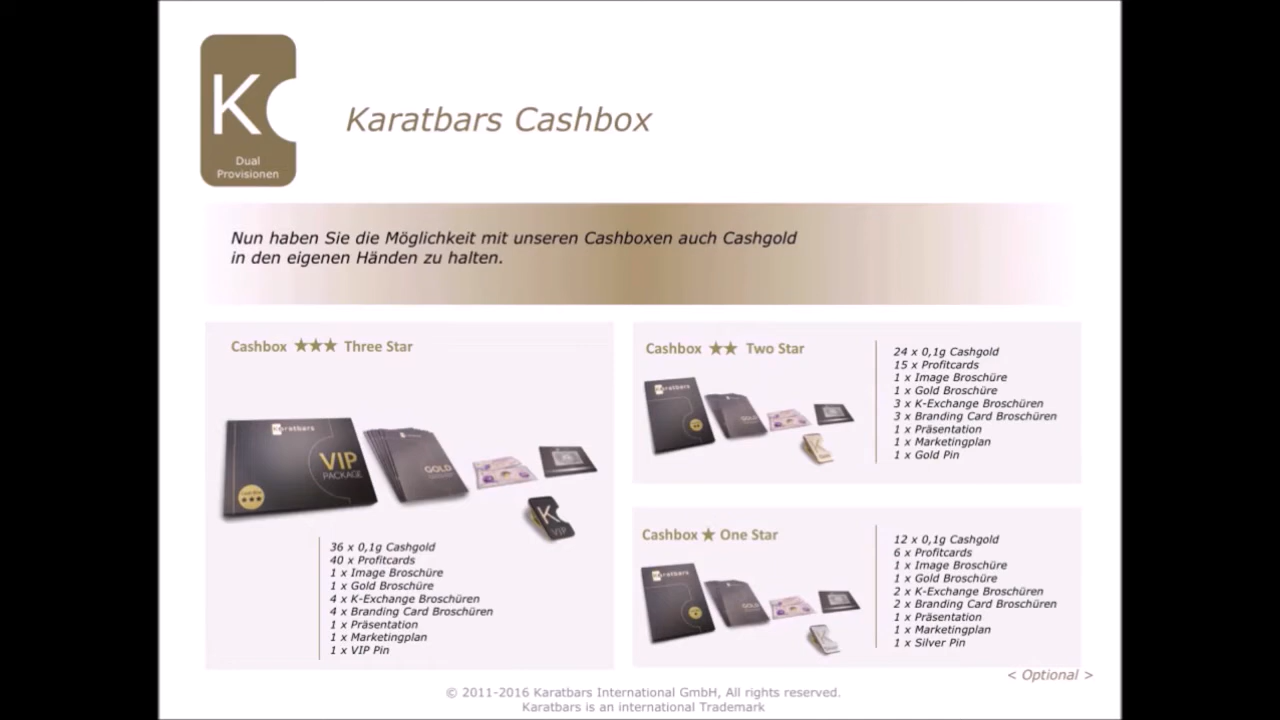 K
Dual
Provisionen
Karatbars Cashbox
Nun haben Sie die Möglichkeit mit unseren Cashboxen auch Cashgold
in den eigenen Händen zu halten.
Cashbox ★★★ Three Star
Karatbars
VIP
PACKAGE
GOLD
K
VIP
36 x 0,1g Cashgold
40 x Profitcards
1 x Image Broschüre
1 x Gold Broschüre
4 x K-Exchange Broschüren
4 x Branding Card Broschüren
1 x Präsentation
1 x Marketingplan
1 x VIP Pin
Cashbox ★★ Two Star
Karatbars
GOLD
K
24 x 0,1g Cashgold
15 x Profitcards
1 x Image Broschüre
1 x Gold Broschüre
3 x K-Exchange Broschüren
3 x Branding Card Broschüren
1 x Präsentation
1 x Marketingplan
1 x Gold Pin
Cashbox ★ One Star
Karatbars
GOLD
K
12 x 0,1g Cashgold
6 x Profitcards
1 x Image Broschüre
1 x Gold Broschüre
2 x K-Exchange Broschüren
2 x Branding Card Broschüren
1 x Präsentation
1 x Marketingplan
1 x Silver Pin
< Optional >
© 2011-2016 Karatbars International GmbH, All rights reserved.
Karatbars is an international Trademark